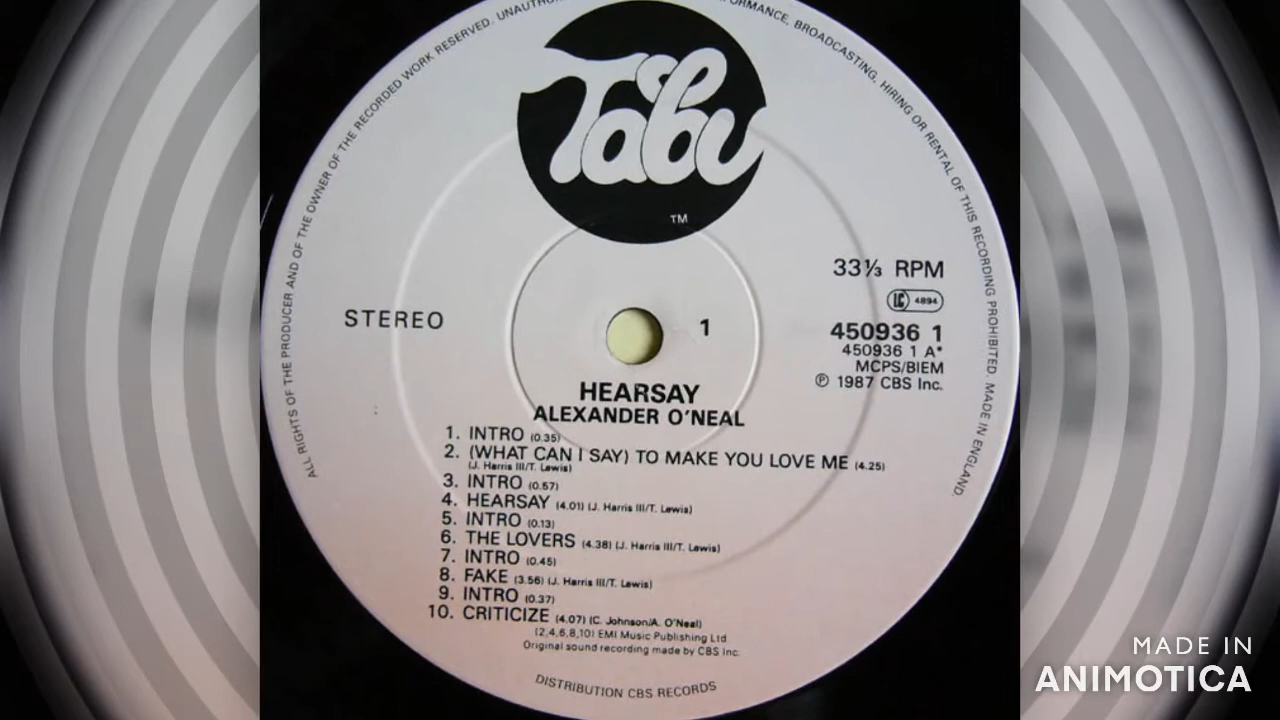 ALL RIGHTS OF THE PRODUCER AND OF THE OWNER OF THE RECORDED WORK RESERVED. UNAUTHOR
ORMANCE, BROADCASTING, HIRING OR RENTAL OF THIS RECORDING PROHIBITED. MADE IN ENGLAND.
Tabu
TM
33⅓ RPM
LC 4894
STEREO
1
450936 1
450936 1 A*
MCPS/BIEM
℗ 1987 CBS Inc.
HEARSAY
ALEXANDER O'NEAL
1. INTRO (0.35)
2. (WHAT CAN I SAY) TO MAKE YOU LOVE ME (4.25)
(J. Harris III/T. Lewis)
3. INTRO (0.57)
4. HEARSAY (4.01) (J. Harris III/T. Lewis)
5. INTRO (0.13)
6. THE LOVERS (4.38) (J. Harris III/T. Lewis)
7. INTRO (0.45)
8. FAKE (3.56) (J. Harris III/T. Lewis)
9. INTRO (0.37)
10. CRITICIZE (4.07) (C. Johnson/A. O'Neal)
(2,4,6,8,10) EMI Music Publishing Ltd
Original sound recording made by CBS Inc.
DISTRIBUTION CBS RECORDS
MADE IN
ANIMOTICA